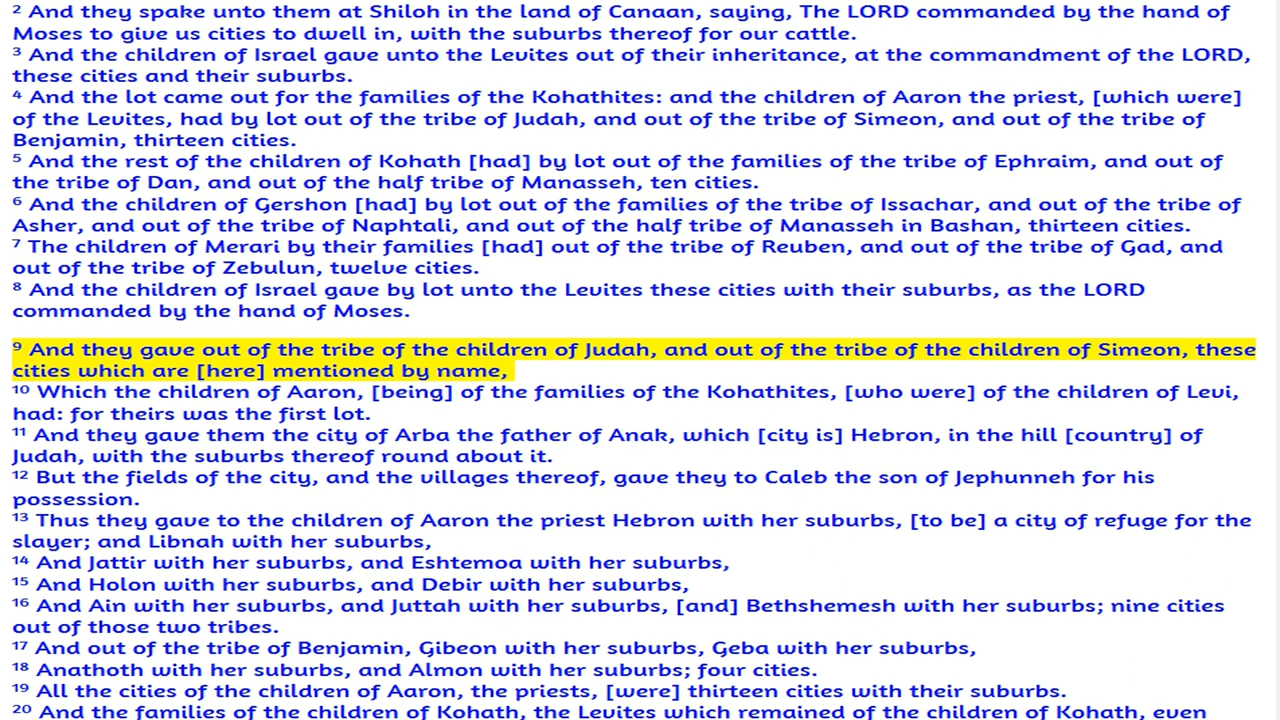 ² And they spake unto them at Shiloh in the land of Canaan, saying, The LORD commanded by the hand of
Moses to give us cities to dwell in, with the suburbs thereof for our cattle.
³ And the children of Israel gave unto the Levites out of their inheritance, at the commandment of the LORD,
these cities and their suburbs.
⁴ And the lot came out for the families of the Kohathites: and the children of Aaron the priest, [which were]
of the Levites, had by lot out of the tribe of Judah, and out of the tribe of Simeon, and out of the tribe of
Benjamin, thirteen cities.
⁵ And the rest of the children of Kohath [had] by lot out of the families of the tribe of Ephraim, and out of
the tribe of Dan, and out of the half tribe of Manasseh, ten cities.
⁶ And the children of Gershon [had] by lot out of the families of the tribe of Issachar, and out of the tribe of
Asher, and out of the tribe of Naphtali, and out of the half tribe of Manasseh in Bashan, thirteen cities.
⁷ The children of Merari by their families [had] out of the tribe of Reuben, and out of the tribe of Gad, and
out of the tribe of Zebulun, twelve cities.
⁸ And the children of Israel gave by lot unto the Levites these cities with their suburbs, as the LORD
commanded by the hand of Moses.
⁹ And they gave out of the tribe of the children of Judah, and out of the tribe of the children of Simeon, these
cities which are [here] mentioned by name,
¹⁰ Which the children of Aaron, [being] of the families of the Kohathites, [who were] of the children of Levi,
had: for theirs was the first lot.
¹¹ And they gave them the city of Arba the father of Anak, which [city is] Hebron, in the hill [country] of
Judah, with the suburbs thereof round about it.
¹² But the fields of the city, and the villages thereof, gave they to Caleb the son of Jephunneh for his
possession.
¹³ Thus they gave to the children of Aaron the priest Hebron with her suburbs, [to be] a city of refuge for the
slayer; and Libnah with her suburbs,
¹⁴ And Jattir with her suburbs, and Eshtemoa with her suburbs,
¹⁵ And Holon with her suburbs, and Debir with her suburbs,
¹⁶ And Ain with her suburbs, and Juttah with her suburbs, [and] Bethshemesh with her suburbs; nine cities
out of those two tribes.
¹⁷ And out of the tribe of Benjamin, Gibeon with her suburbs, Geba with her suburbs,
¹⁸ Anathoth with her suburbs, and Almon with her suburbs; four cities.
¹⁹ All the cities of the children of Aaron, the priests, [were] thirteen cities with their suburbs.
²⁰ And the families of the children of Kohath, the Levites which remained of the children of Kohath, even